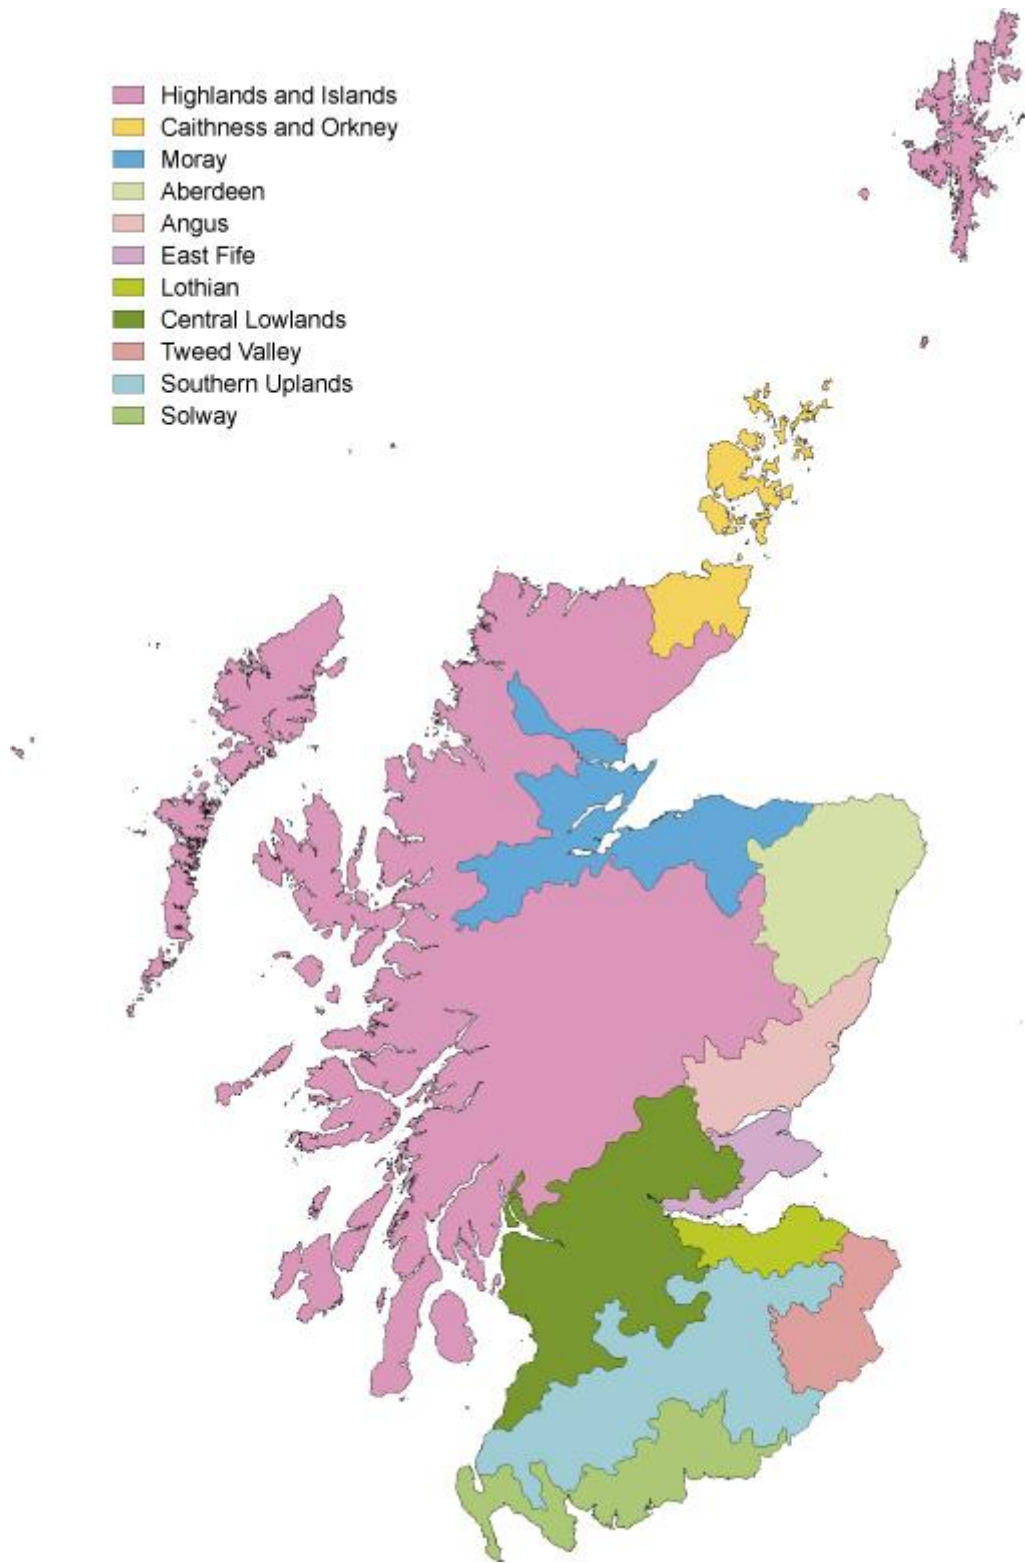 Highlands and Islands
Caithness and Orkney
Moray
Aberdeen
Angus
East Fife
Lothian
Central Lowlands
Tweed Valley
Southern Uplands
Solway